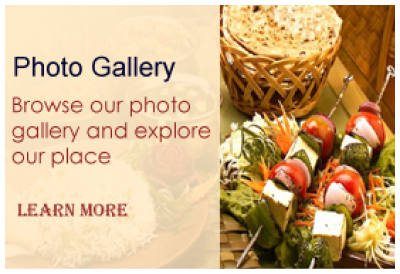 Photo Gallery
Browse our photo
gallery and explore
our place
LEARN MORE